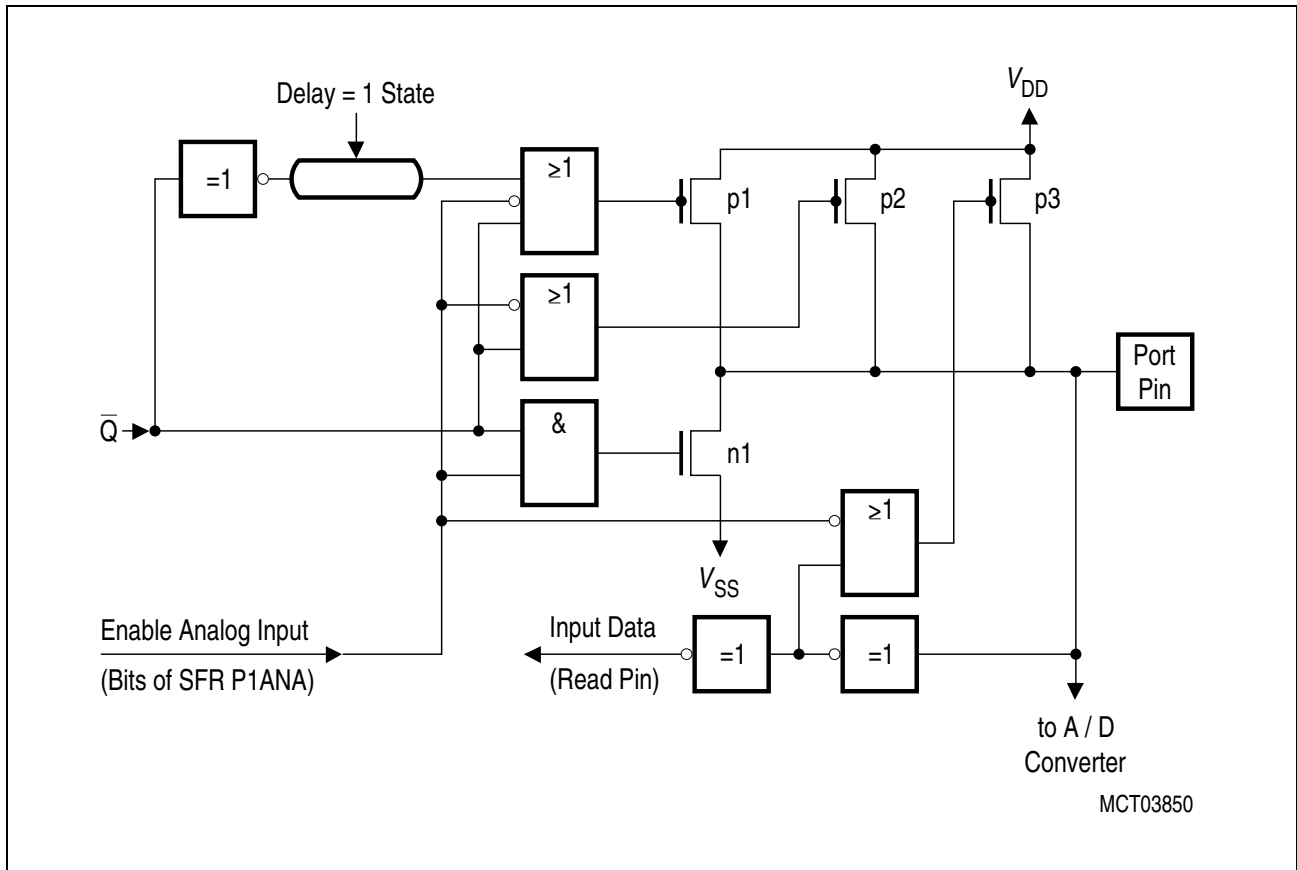 Delay = 1 State
V_DD
=1
≥1
p1
p2
p3
≥1
Port
Pin
Q̅
&
n1
≥1
V_SS
Enable Analog Input
(Bits of SFR P1ANA)
Input Data
(Read Pin)
=1
=1
to A / D
Converter
MCT03850